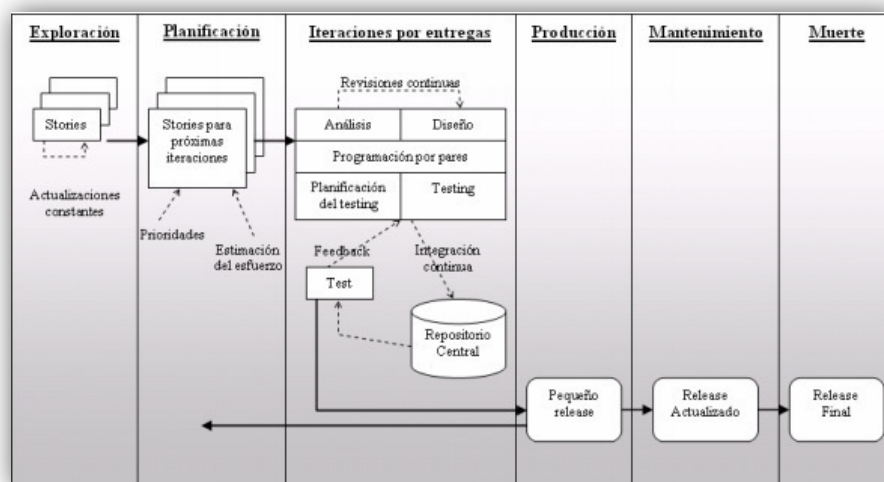 Exploración
Planificación
Iteraciones por entregas
Producción
Mantenimiento
Muerte
Stories
Actualizaciones
constantes
Stories para
próximas
iteraciones
Prioridades
Estimación
del esfuerzo
Revisiones continuas
Análisis
Diseño
Programación por pares
Planificación
del testing
Testing
Feedback
Integración
continua
Test
Repositorio
Central
Pequeño
release
Release
Actualizado
Release
Final